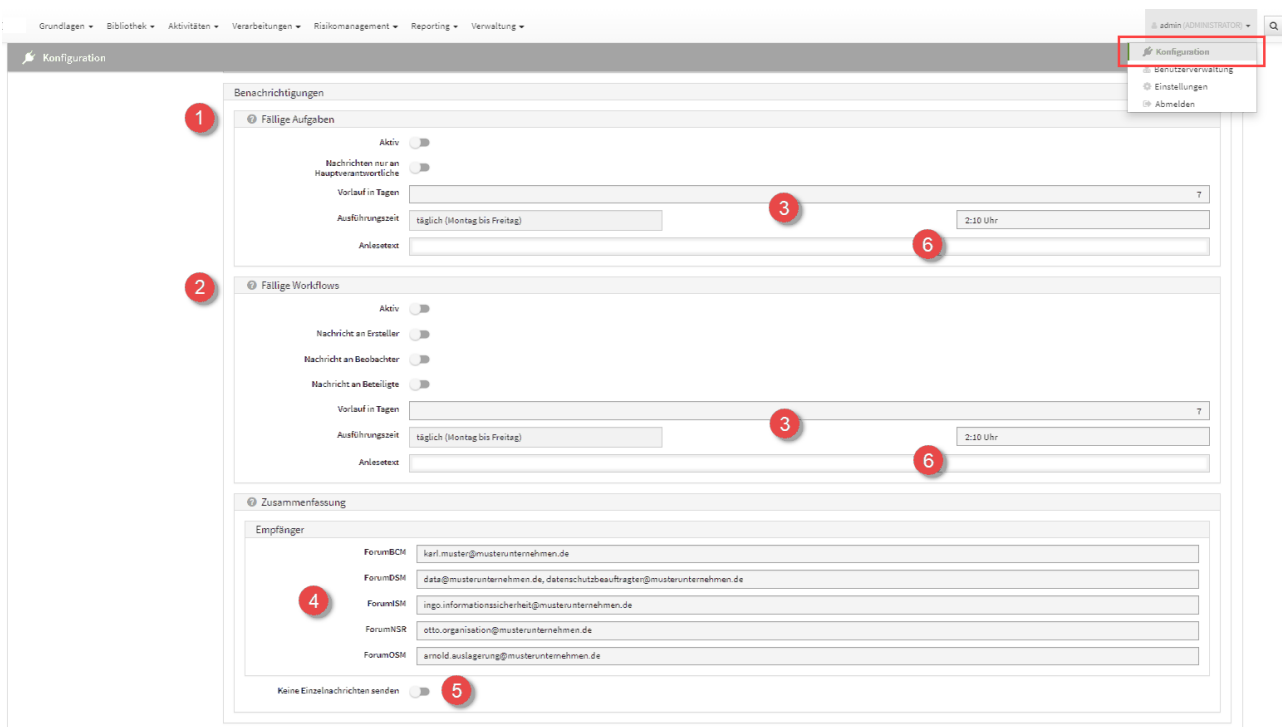 Grundlagen Bibliothek Aktivitäten Verarbeitungen Risikomanagement Reporting Verwaltung admin (ADMINISTRATOR)
Konfiguration
Konfiguration
Benutzerverwaltung
Einstellungen
Abmelden
Benachrichtigungen
1 Fällige Aufgaben
Aktiv
Nachrichten nur an
Hauptverantwortliche
Vorlauf in Tagen 7
3
Ausführungszeit täglich (Montag bis Freitag) 2:10 Uhr
Anlesetext 6
2 Fällige Workflows
Aktiv
Nachricht an Ersteller
Nachricht an Beobachter
Nachricht an Beteiligte
Vorlauf in Tagen 7
3
Ausführungszeit täglich (Montag bis Freitag) 2:10 Uhr
Anlesetext 6
Zusammenfassung
Empfänger
ForumBCM karl.muster@musterunternehmen.de
ForumDSM data@musterunternehmen.de, datenschutzbeauftragter@musterunternehmen.de
4 ForumISM ingo.informationssicherheit@musterunternehmen.de
ForumNSR otto.organisation@musterunternehmen.de
ForumOSM arnold.auslagerung@musterunternehmen.de
Keine Einzelnachrichten senden 5